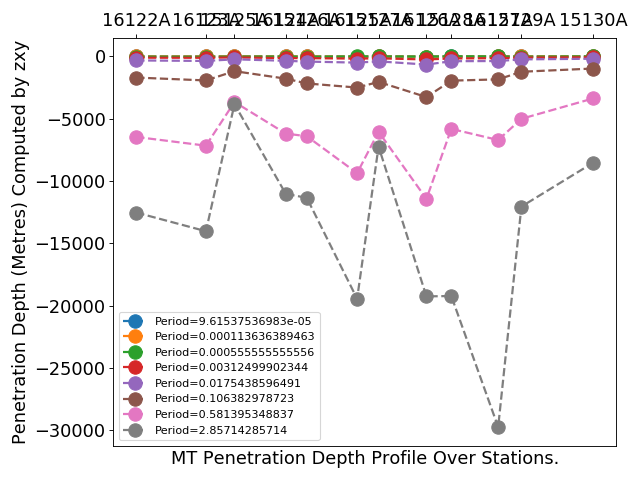 16122A 15130A
0
−5000
−10000
−15000
−20000
−25000
−30000
Penetration Depth (Metres) Computed by zxy
Period=9.61537536983e-05
Period=0.000113636389463
Period=0.000555555555556
Period=0.00312499902344
Period=0.0175438596491
Period=0.106382978723
Period=0.581395348837
Period=2.85714285714
MT Penetration Depth Profile Over Stations.